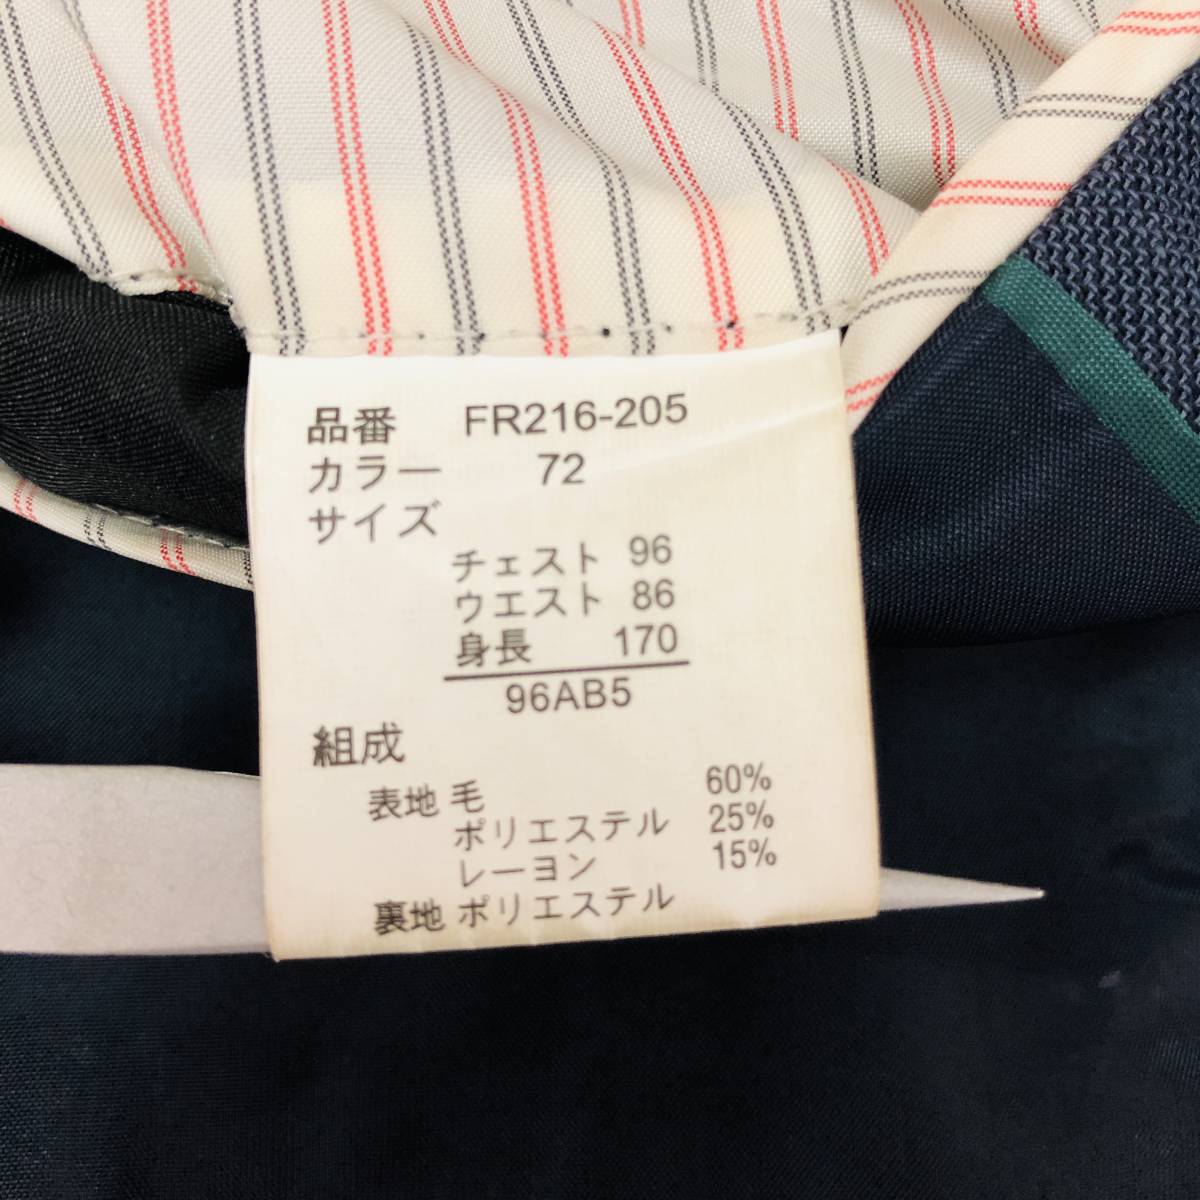 品番 FR216-205
カラー 72
サイズ
チェスト 96
ウエスト 86
身長 170
96AB5
組成
表地 毛 60%
ポリエステル 25%
レーヨン 15%
裏地 ポリエステル